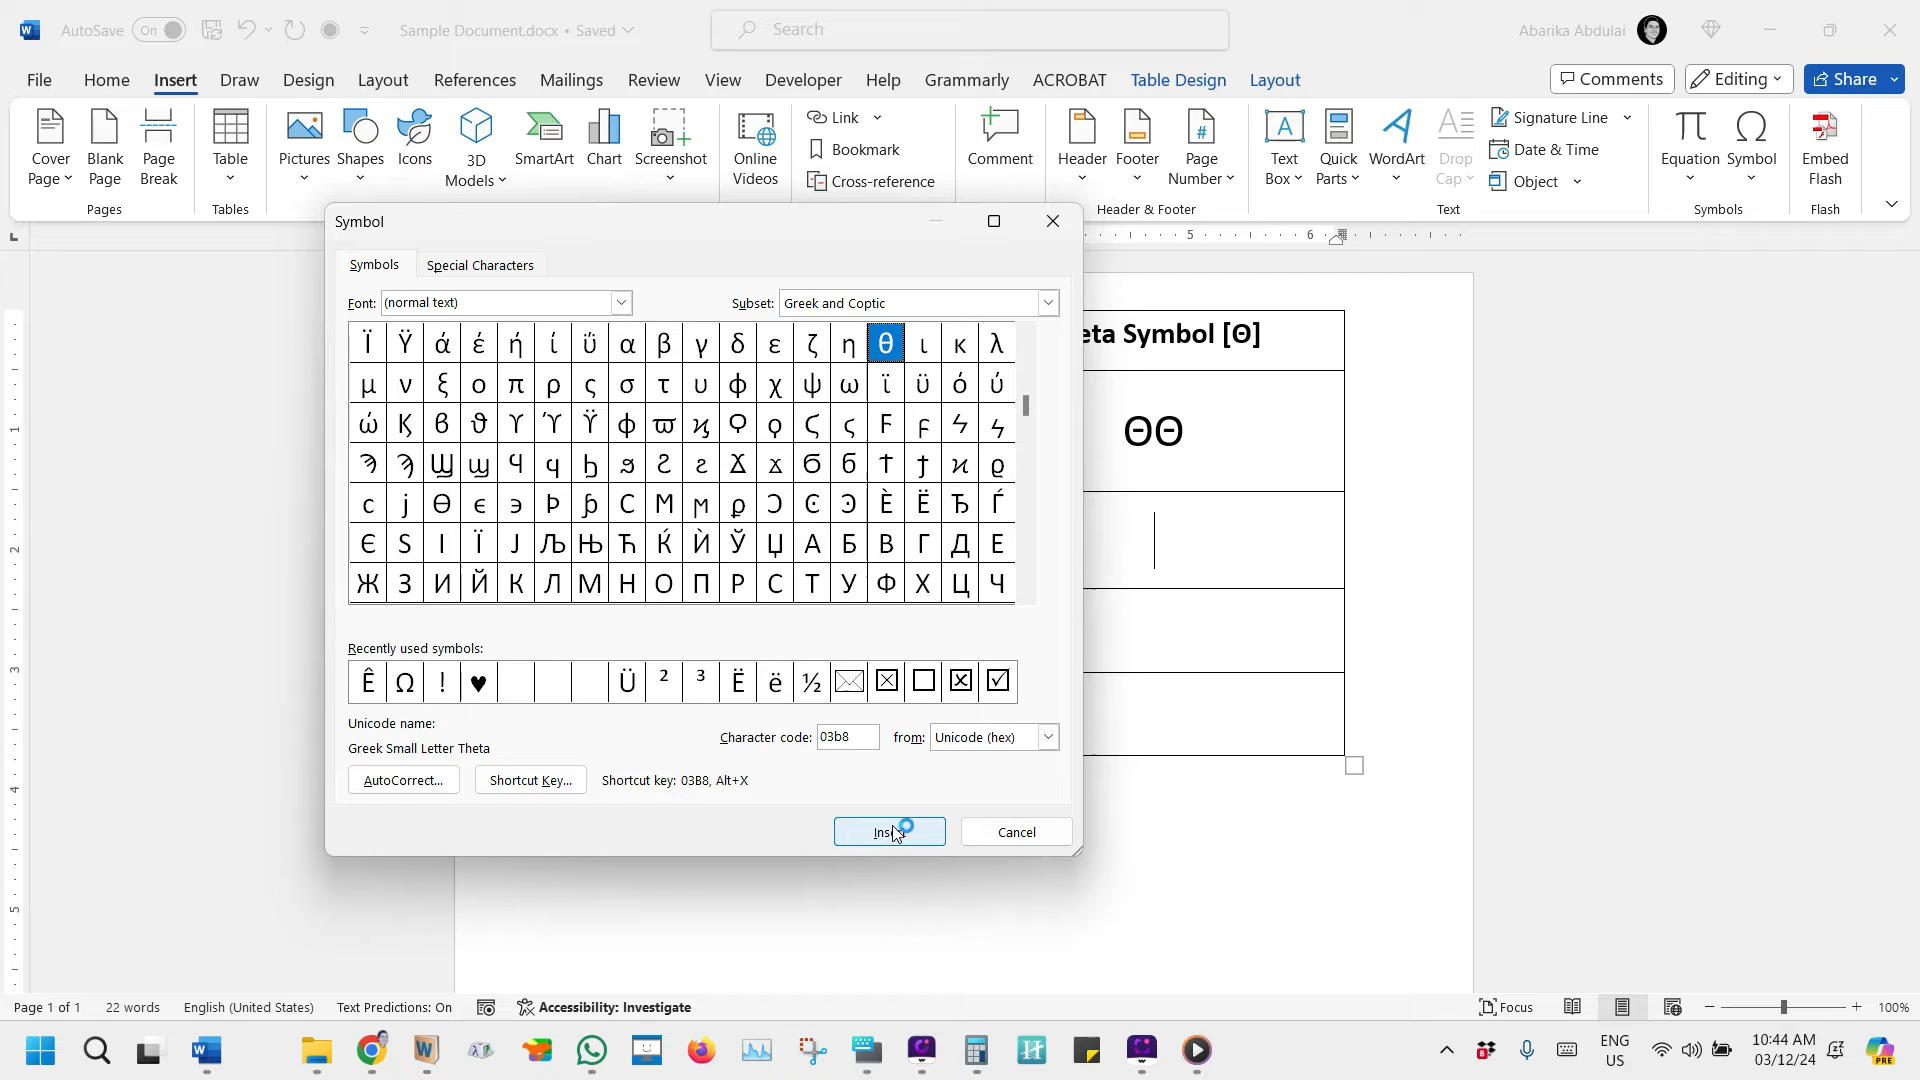 AutoSave On Sample Document.docx • Saved Search Abarika Abdulai
File Home Insert Draw Design Layout References Mailings Review View Developer Help Grammarly ACROBAT Table Design Layout Comments Editing Share
Cover Page
Blank Page
Page Break
Pages
Table
Tables
Pictures
Shapes
Icons
3D Models
SmartArt
Chart
Screenshot
Online Videos
Link
Bookmark
Cross-reference
Comment
Header
Footer
Page Number
Header & Footer
Text Box
Quick Parts
WordArt
Drop Cap
Signature Line
Date & Time
Object
Text
Equation
Symbol
Symbols
Embed Flash
Flash
Symbol
Symbols Special Characters
Font: (normal text) Subset: Greek and Coptic
Ϊ Ϋ ά έ ή ί ΰ α β γ δ ε ζ η θ ι κ λ
μ ν ξ ο π ρ ς σ τ υ φ χ ψ ω ϊ ϋ ό ύ
ώ Ϗ ϐ ϑ ϒ ϓ ϔ ϕ ϖ ϗ Ϙ ϙ Ϛ ϛ Ϝ ϝ Ϟ ϟ
Ϡ ϡ Ϣ ϣ Ϥ ϥ Ϧ ϧ Ϩ ϩ Ϫ ϫ Ϭ ϭ Ϯ ϯ ϰ ϱ
ϲ ϳ ϴ ϵ ϶ Ϸ ϸ Ϲ Ϻ ϻ ϼ Ͻ Ͼ Ͽ Ѐ Ё Ђ Ѓ
Є Ѕ І Ї Ј Љ Њ Ћ Ќ Ѝ Ў Џ А Б В Г Д Е
Ж З И Й К Л М Н О П Р С Т У Ф Х Ц Ч
Recently used symbols:
Ê Ω ! ♥ Ü ² ³ Ë ë ½
Unicode name:
Greek Small Letter Theta
Character code: 03b8 from: Unicode (hex)
AutoCorrect... Shortcut Key... Shortcut key: 03B8, Alt+X
Cancel
5 6
eta Symbol [Θ]
ΘΘ
1
2
3
4
5
Page 1 of 1 22 words English (United States) Text Predictions: On Accessibility: Investigate Focus 100%
ENG
US
10:44 AM
03/12/24